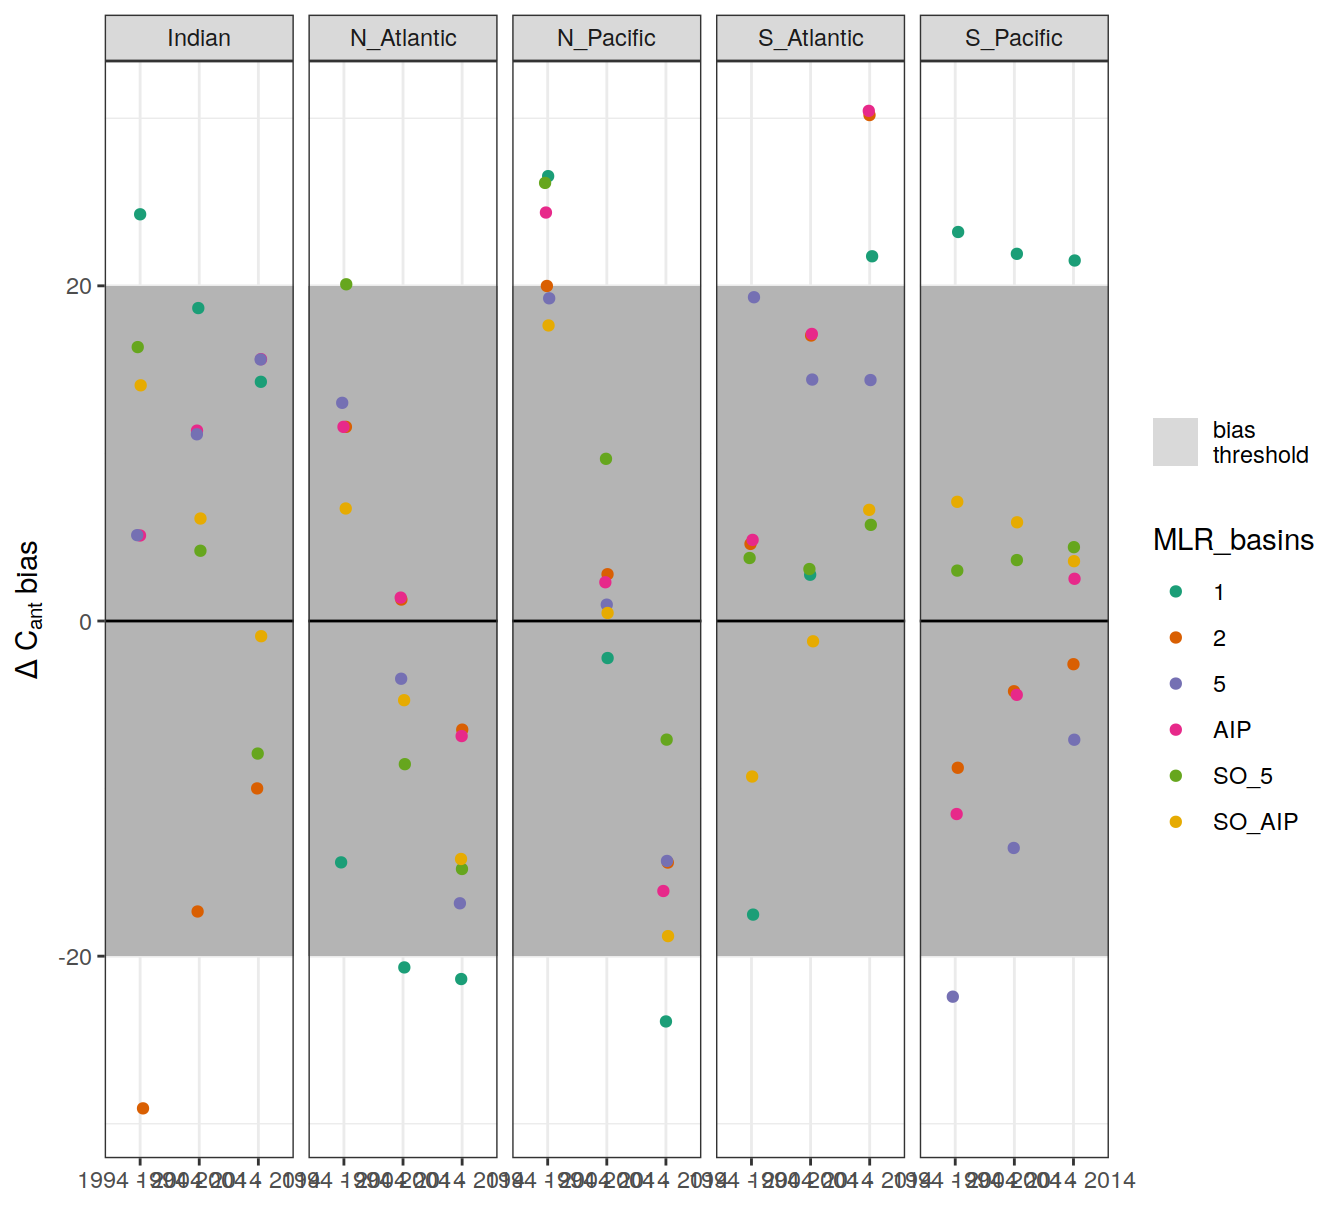 Indian
N_Atlantic
N_Pacific
S_Atlantic
S_Pacific
20
0
-20
Δ Cant bias
1994
2014
bias
threshold
MLR_basins
1
2
5
AIP
SO_5
SO_AIP